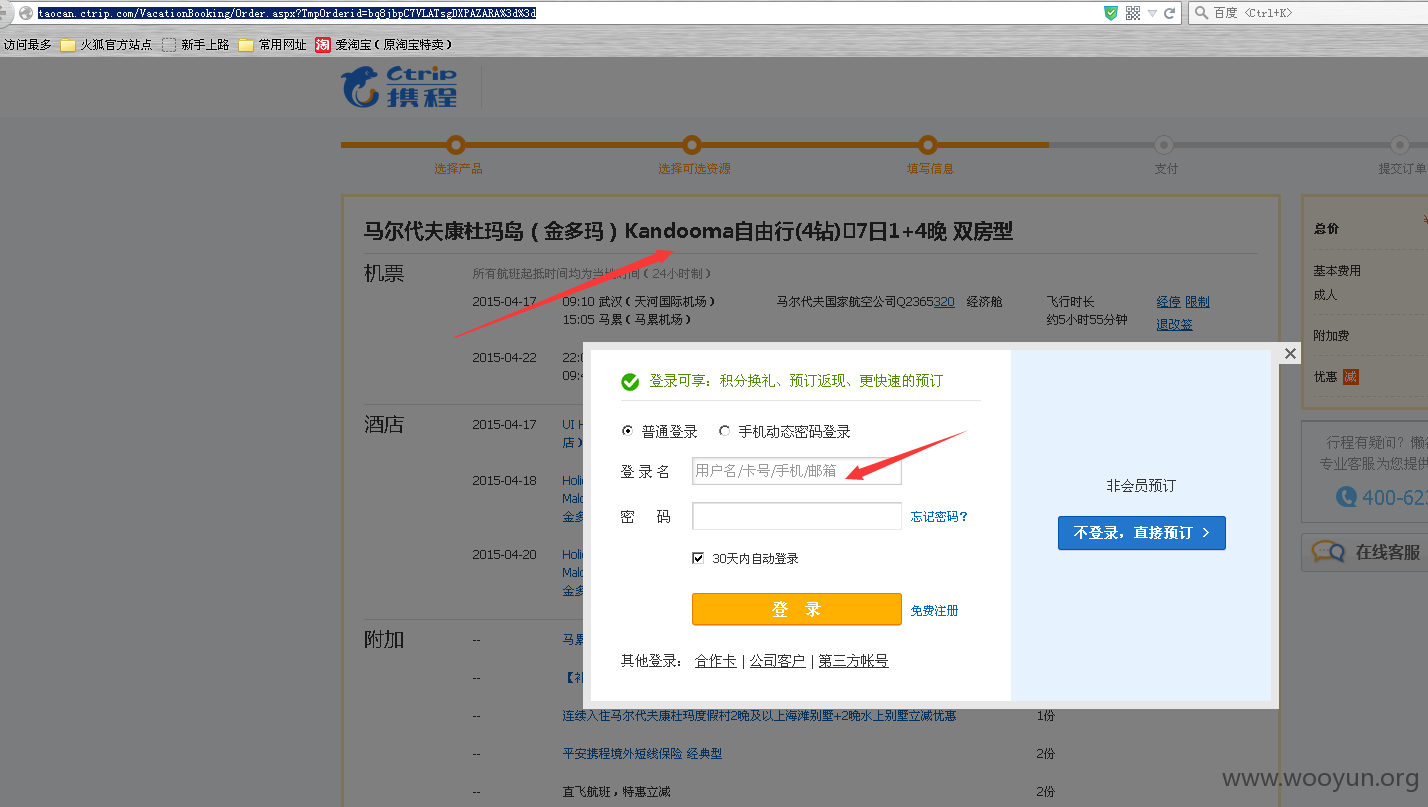 taocan.ctrip.com/VacationBooking/Order.aspx?TmpOrderid=bq8jbpC7VLATsgDXPAZARA%3d%3d
百度 <Ctrl+K>
访问最多 火狐官方站点 新手上路 常用网址 淘 爱淘宝（原淘宝特卖）
Ctrip
携程
选择产品 选择可选资源 填写信息 支付 提交订单
马尔代夫康杜玛岛（金多玛）Kandooma自由行(4钻)▯7日1+4晚 双房型
机票 所有航班起抵时间均为当地时间（24小时制）
2015-04-17 09:10 武汉（天河国际机场） 马尔代夫国家航空公司Q2365320 经济舱 飞行时长 经停 限制
15:05 马累（马累机场） 约5小时55分钟 退改签
2015-04-22 22:0
09:4
酒店 2015-04-17 UI H
店）
2015-04-18 Holi
Mald
金多
2015-04-20 Holi
Mald
金多
附加 -- 马累
-- 【礼
-- 连续入住马尔代夫康杜玛度假村2晚及以上海滩别墅+2晚水上别墅立减优惠 1份
-- 平安携程境外短线保险 经典型 2份
-- 直飞航班，特惠立减 2份
登录可享：积分换礼、预订返现、更快速的预订
普通登录 手机动态密码登录
登录名 用户名/卡号/手机/邮箱
密 码 忘记密码?
30天内自动登录
登 录 免费注册
其他登录： 合作卡 | 公司客户 | 第三方帐号
非会员预订
不登录，直接预订 >
总价 ¥
基本费用
成人
附加费
优惠 减
行程有疑问？懒
专业客服为您提供
400-623
在线客服
www.wooyun.org